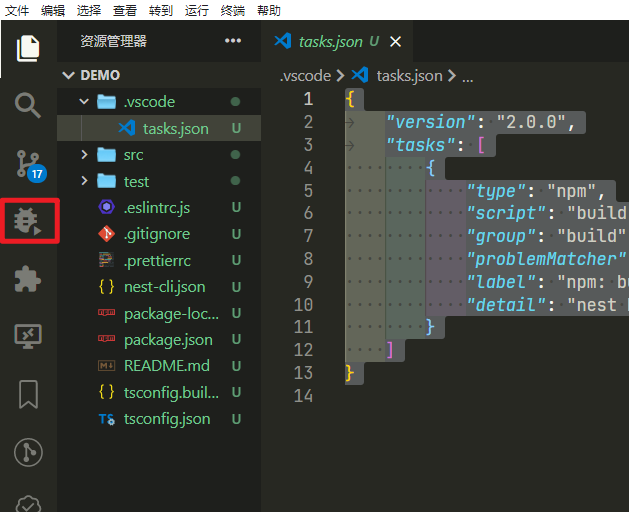 文件 编辑 选择 查看 转到 运行 终端 帮助
资源管理器 ...
tasks.json U
DEMO
.vscode > tasks.json > ...
.vscode
tasks.json U
src
test
.eslintrc.js U
.gitignore U
.prettierrc U
nest-cli.json U
package-loc... U
package.json U
README.md U
tsconfig.buil... U
tsconfig.json U
17
1 {
2 "version": "2.0.0",
3 "tasks": [
4 {
5 "type": "npm",
6 "script": "build
7 "group": "build"
8 "problemMatcher"
9 "label": "npm: bu
10 "detail": "nest b
11 }
12 ]
13 }
14